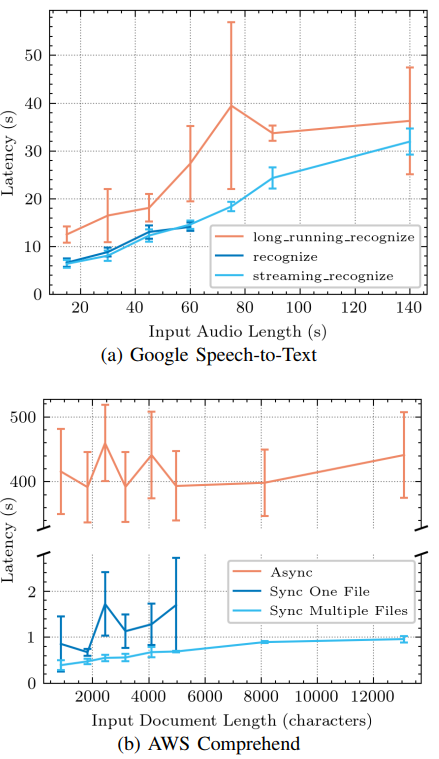 50
40
30
20
10
0
Latency (s)
long_running_recognize
recognize
streaming_recognize
20 40 60 80 100 120 140
Input Audio Length (s)
(a) Google Speech-to-Text
500
400
2
1
0
Latency (s)
Async
Sync One File
Sync Multiple Files
2000 4000 6000 8000 10000 12000
Input Document Length (characters)
(b) AWS Comprehend